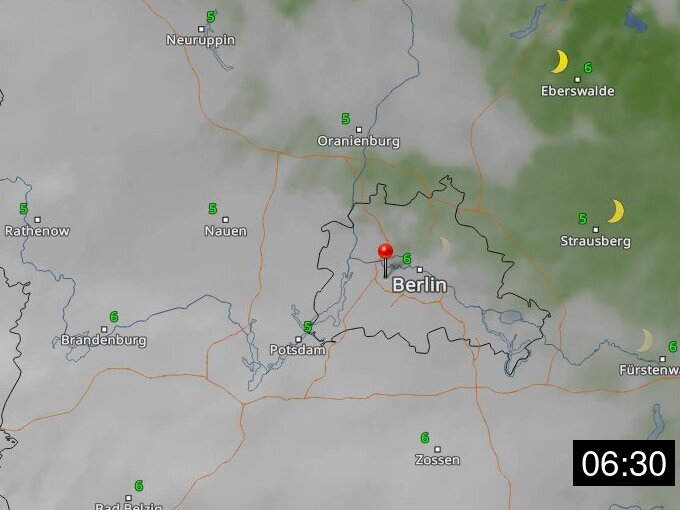 5
Neuruppin
6
Eberswalde
5
Oranienburg
5
Rathenow
5
Nauen
5
Strausberg
6
Berlin
6
Brandenburg
5
Potsdam
6
Fürstenwa
6
Zossen
6
Bad Belzig
06:30